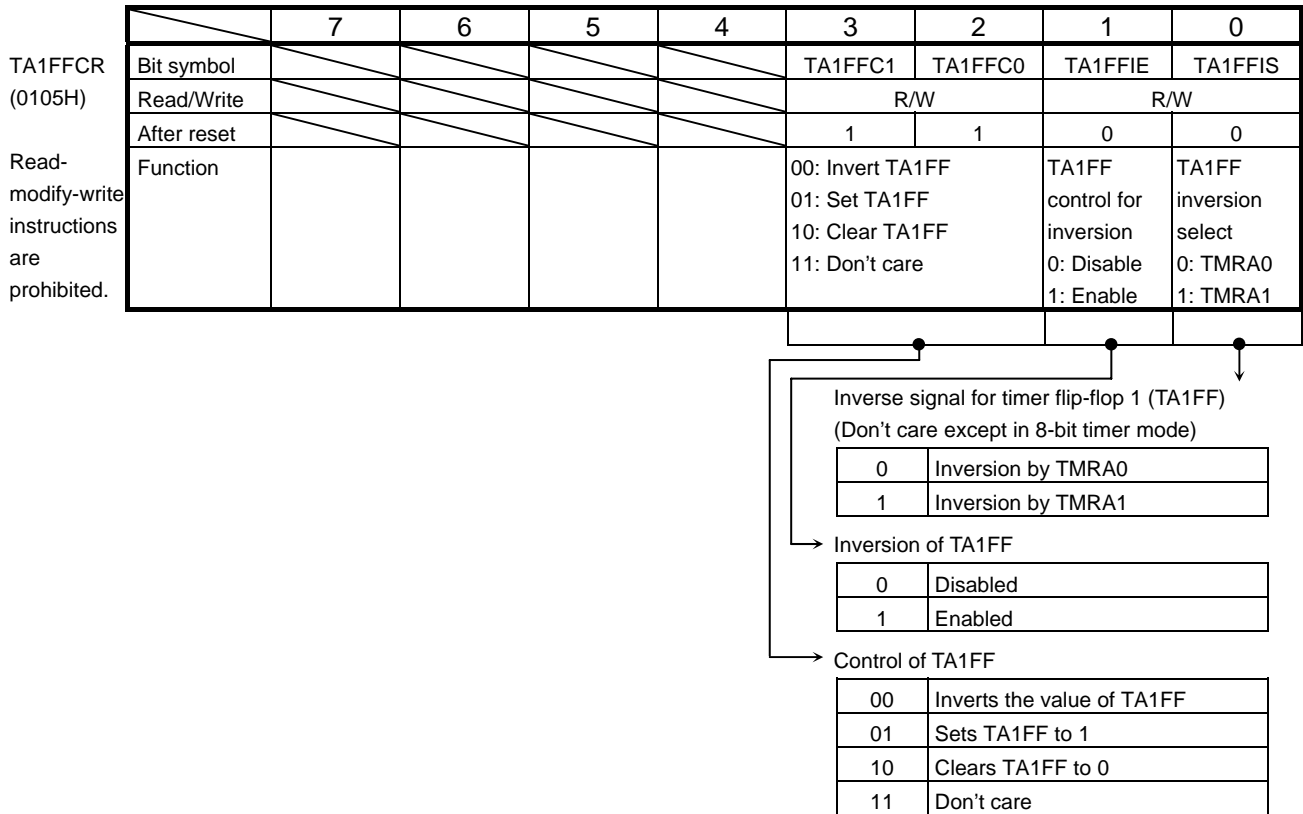 7 6 5 4 3 2 1 0
TA1FFCR Bit symbol TA1FFC1 TA1FFC0 TA1FFIE TA1FFIS
(0105H) Read/Write R/W R/W
After reset 1 1 0 0
Read- Function 00: Invert TA1FF TA1FF TA1FF
modify-write 01: Set TA1FF control for inversion
instructions 10: Clear TA1FF inversion select
are 11: Don't care 0: Disable 0: TMRA0
prohibited. 1: Enable 1: TMRA1
Inverse signal for timer flip-flop 1 (TA1FF)
(Don't care except in 8-bit timer mode)
0 Inversion by TMRA0
1 Inversion by TMRA1
Inversion of TA1FF
0 Disabled
1 Enabled
Control of TA1FF
00 Inverts the value of TA1FF
01 Sets TA1FF to 1
10 Clears TA1FF to 0
11 Don't care